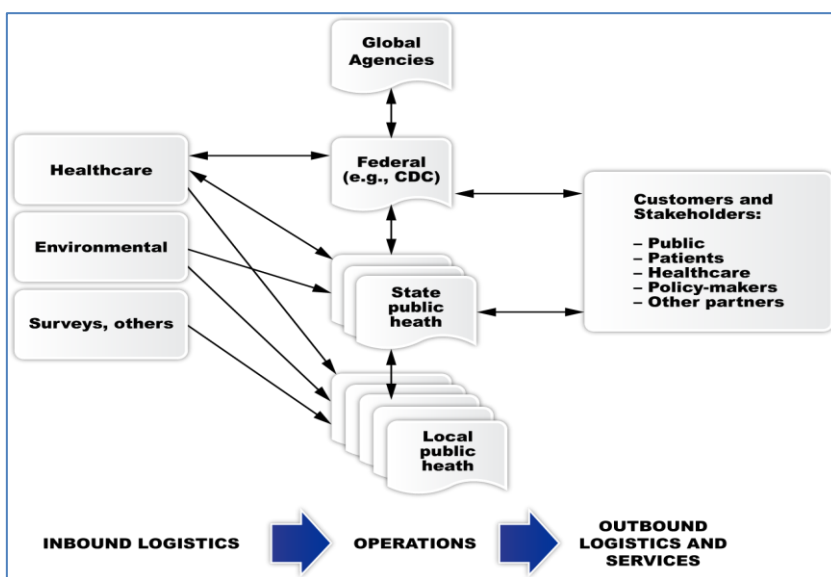 Global
Agencies
Healthcare
Environmental
Surveys, others
Federal
(e.g., CDC)
State
public
heath
Local
public
heath
Customers and
Stakeholders:
– Public
– Patients
– Healthcare
– Policy-makers
– Other partners
INBOUND LOGISTICS
OPERATIONS
OUTBOUND
LOGISTICS AND
SERVICES